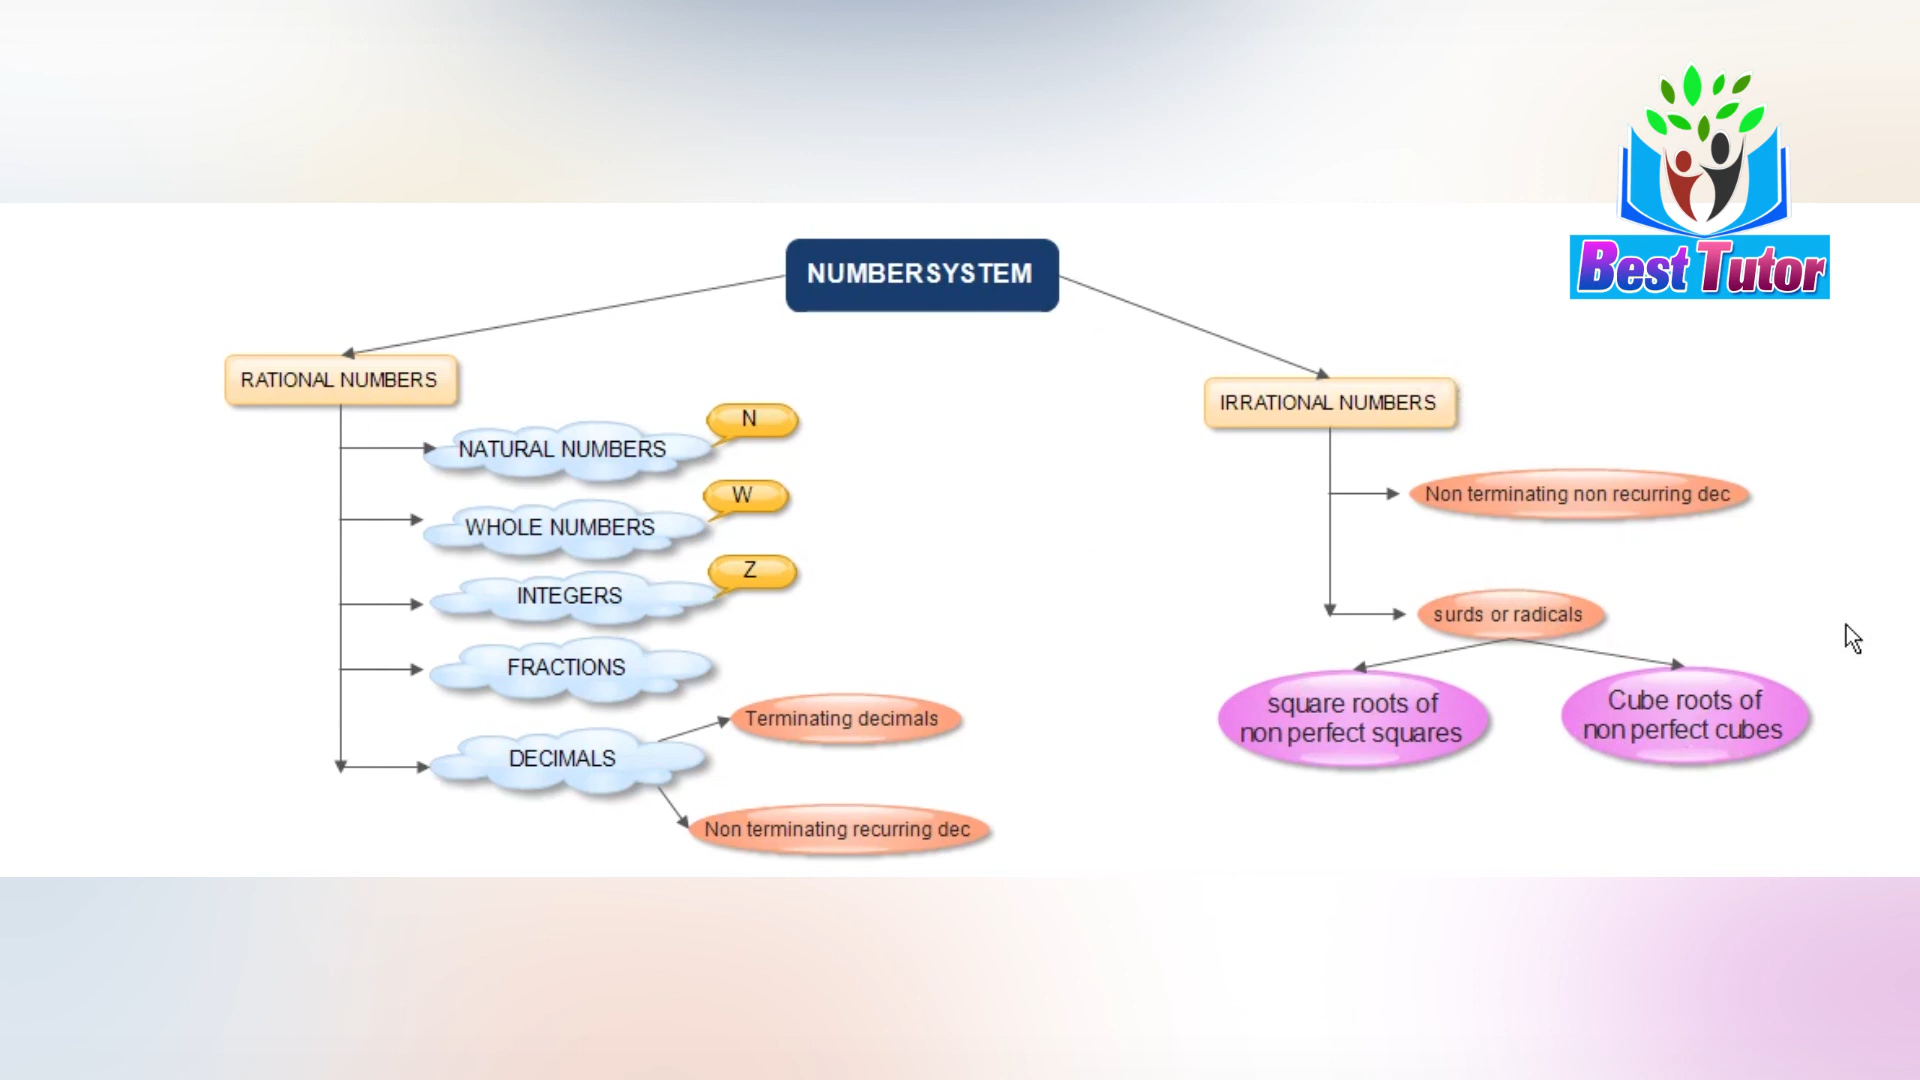 Best Tutor
NUMBER SYSTEM
RATIONAL NUMBERS
NATURAL NUMBERS
N
WHOLE NUMBERS
W
INTEGERS
Z
FRACTIONS
DECIMALS
Terminating decimals
Non terminating recurring dec
IRRATIONAL NUMBERS
Non terminating non recurring dec
surds or radicals
square roots of
non perfect squares
Cube roots of
non perfect cubes